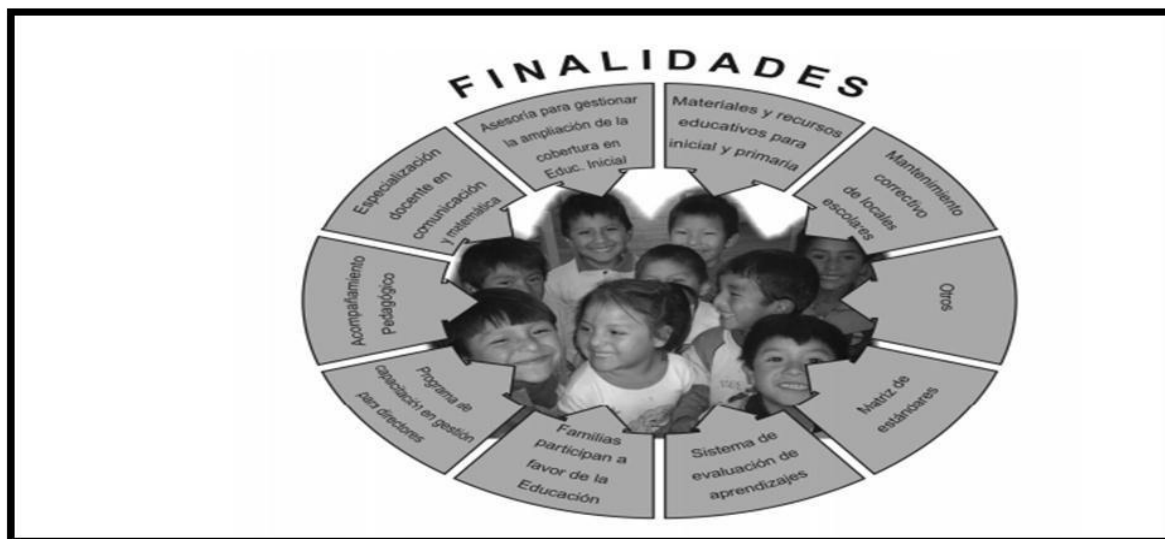 FINALIDADES
Asesoría para gestionar
la ampliación de la
cobertura en
Educ. Inicial
Materiales y recursos
educativos para
inicial y primaria
Mantenimiento
correctivo
de locales
escolares
Otros
Matriz de
estándares
Sistema de
evaluación de
aprendizajes
Familias
participan a
favor de la
Educación
Programa de
capacitación en gestión
para directores
Acompañamiento
Pedagógico
Especialización
docente en
comunicación
y matemática